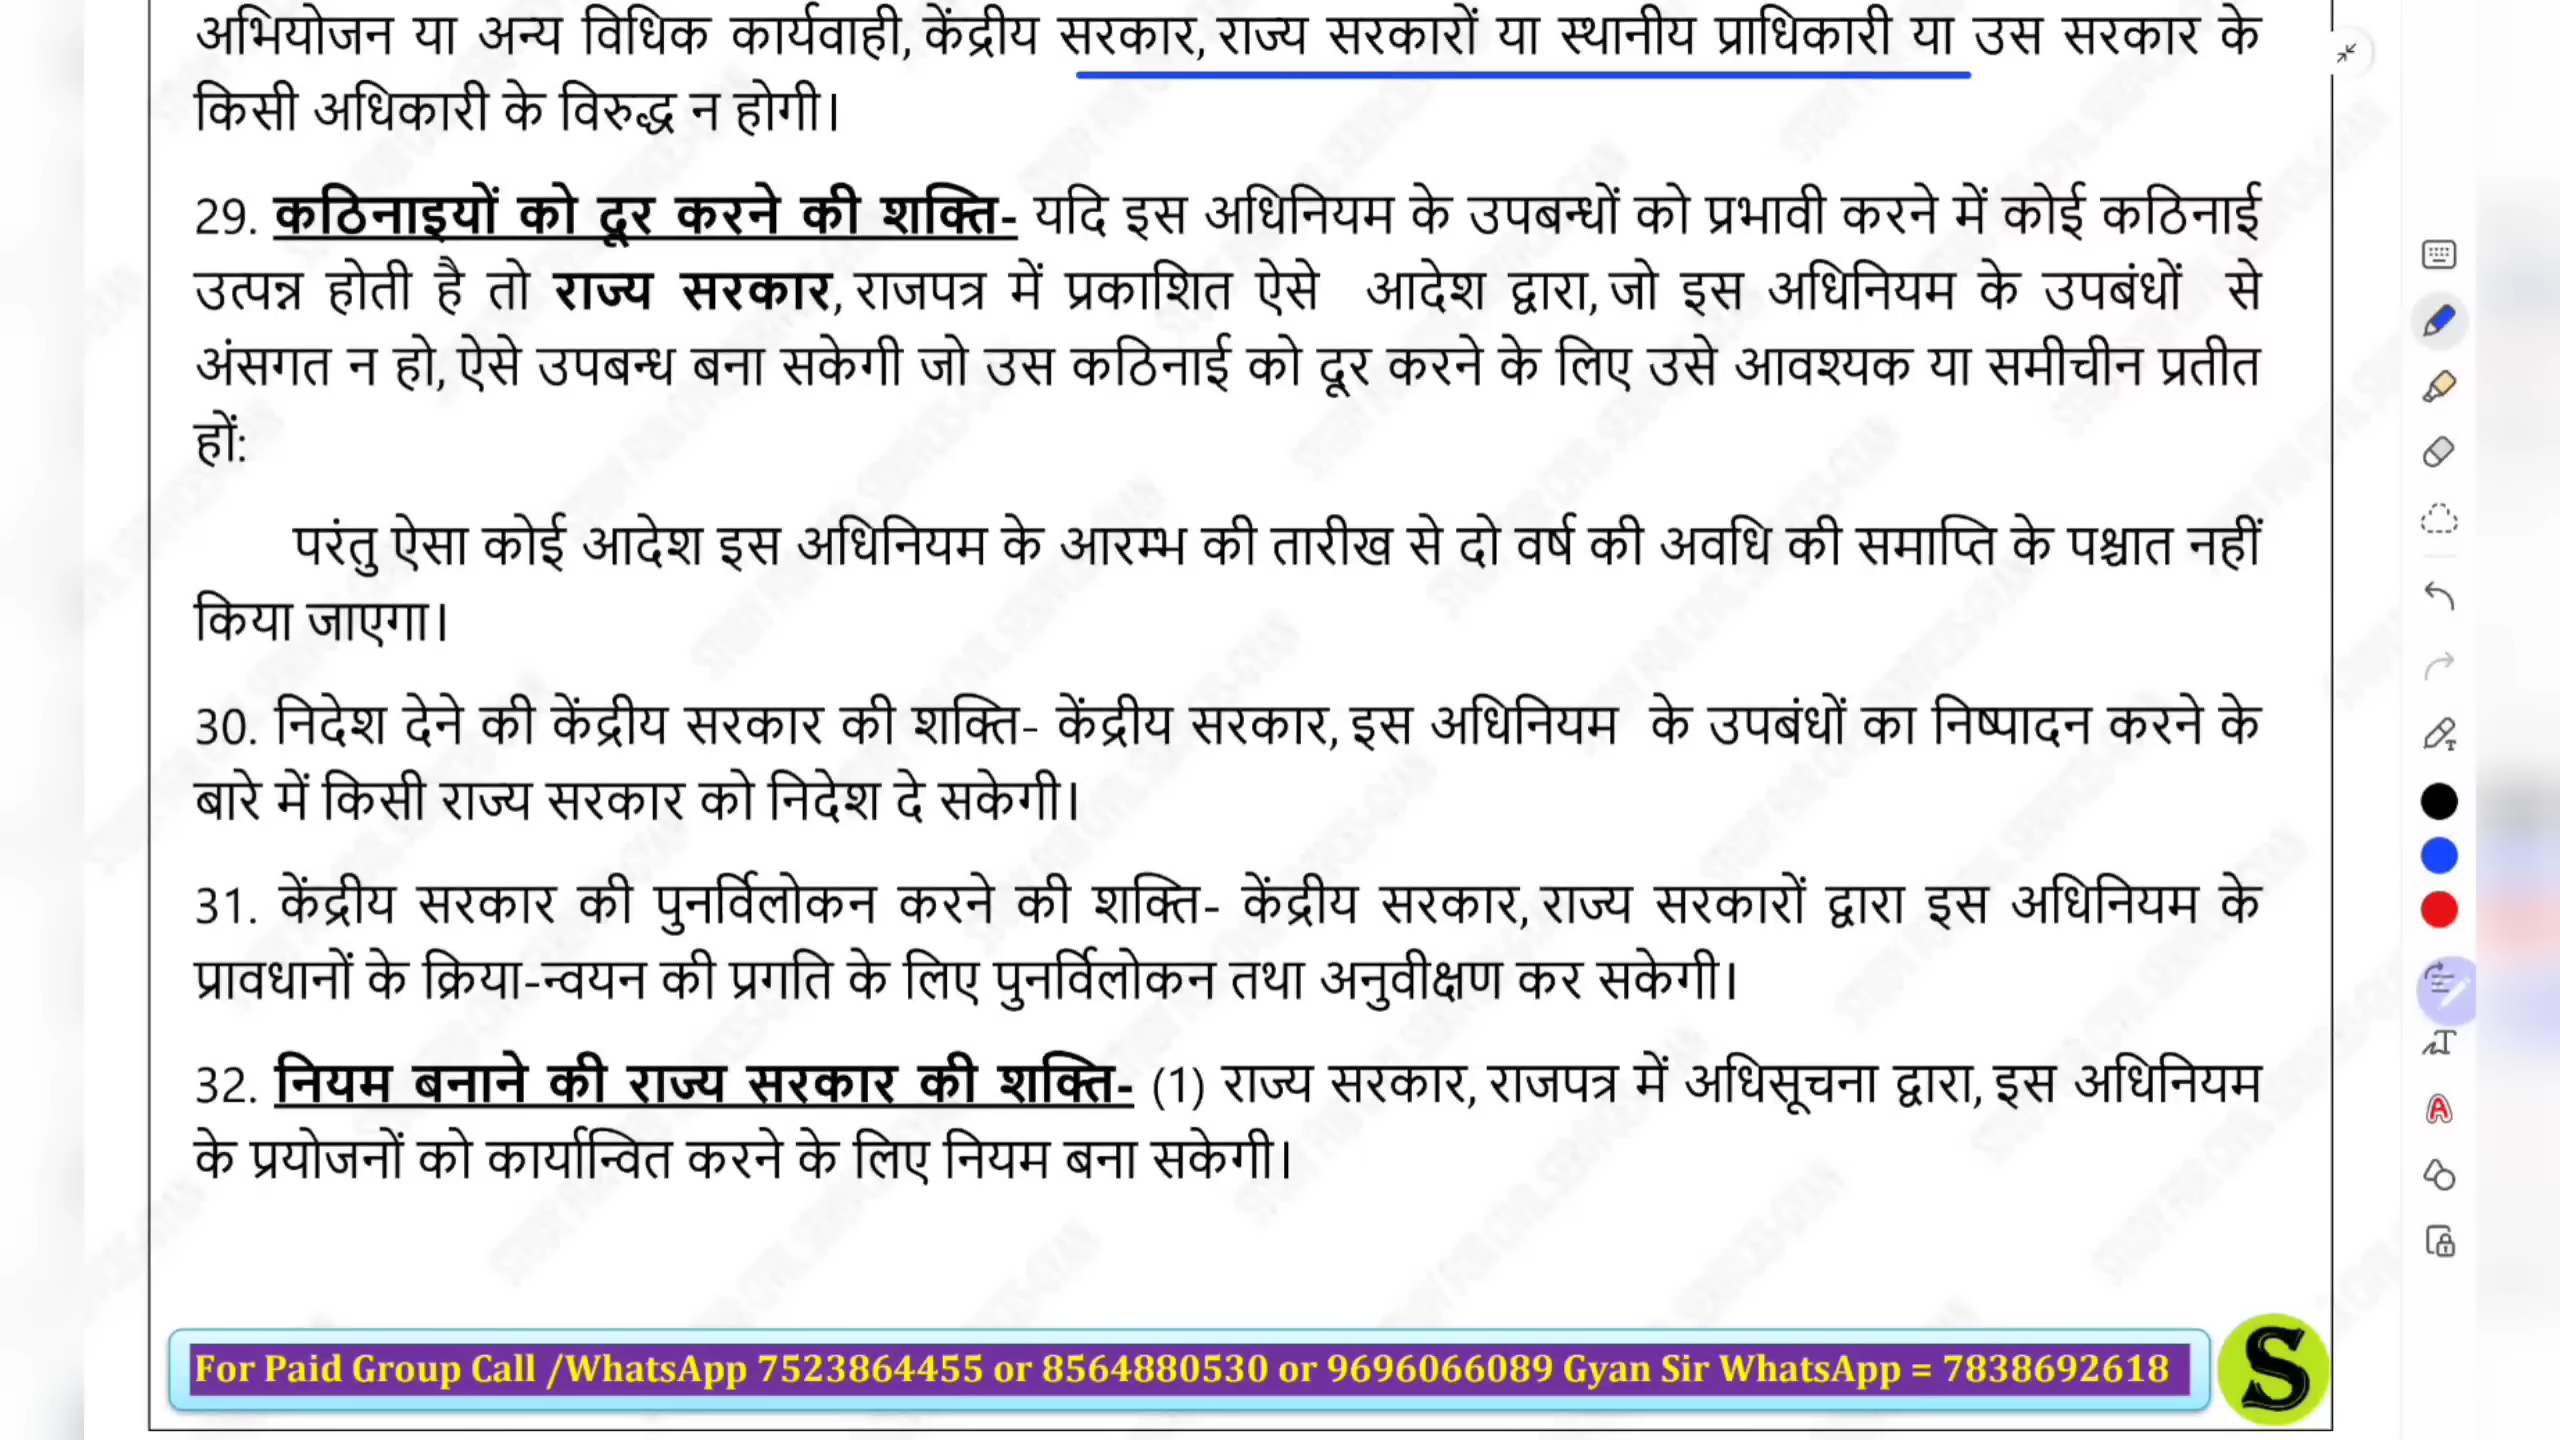 अभियोजन या अन्य विधिक कार्यवाही, केंद्रीय सरकार, राज्य सरकारों या स्थानीय प्राधिकारी या उस सरकार के
किसी अधिकारी के विरुद्ध न होगी।
29. कठिनाइयों को दूर करने की शक्ति- यदि इस अधिनियम के उपबन्धों को प्रभावी करने में कोई कठिनाई
उत्पन्न होती है तो राज्य सरकार, राजपत्र में प्रकाशित ऐसे आदेश द्वारा, जो इस अधिनियम के उपबंधों से
अंसगत न हो, ऐसे उपबन्ध बना सकेगी जो उस कठिनाई को दूर करने के लिए उसे आवश्यक या समीचीन प्रतीत
हों:
परंतु ऐसा कोई आदेश इस अधिनियम के आरम्भ की तारीख से दो वर्ष की अवधि की समाप्ति के पश्चात नहीं
किया जाएगा।
30. निदेश देने की केंद्रीय सरकार की शक्ति- केंद्रीय सरकार, इस अधिनियम के उपबंधों का निष्पादन करने के
बारे में किसी राज्य सरकार को निदेश दे सकेगी।
31. केंद्रीय सरकार की पुनर्विलोकन करने की शक्ति- केंद्रीय सरकार, राज्य सरकारों द्वारा इस अधिनियम के
प्रावधानों के क्रिया-न्वयन की प्रगति के लिए पुनर्विलोकन तथा अनुवीक्षण कर सकेगी।
32. नियम बनाने की राज्य सरकार की शक्ति- (1) राज्य सरकार, राजपत्र में अधिसूचना द्वारा, इस अधिनियम
के प्रयोजनों को कार्यान्वित करने के लिए नियम बना सकेगी।
For Paid Group Call /WhatsApp 7523864455 or 8564880530 or 9696066089 Gyan Sir WhatsApp = 7838692618
S